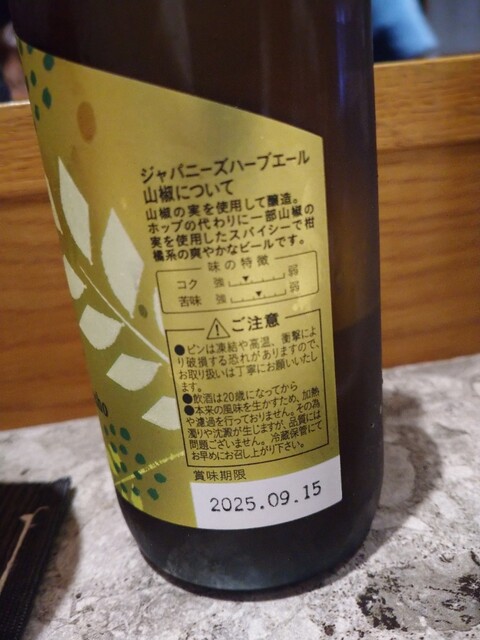 ジャパニーズハーブエール
山椒について
山椒の実を使用して醸造。
ホップの代わりに一部山椒の
実を使用したスパイシーで柑
橘系の爽やかなビールです。
味の特徴
コク 強 弱
苦味 強 弱
ご注意
●ビンは凍結や高温、衝撃によ
り破損する恐れがありますので、
お取り扱いは丁寧にお願いいたし
ます。
●飲酒は20歳になってから
●本来の風味を生かすため、加熱
や濾過を行っておりません。その為
濁りや沈澱が生じますが、品質には
問題ございません。冷蔵保管にて
お早めにお召し上がり下さい。
賞味期限
2025.09.15